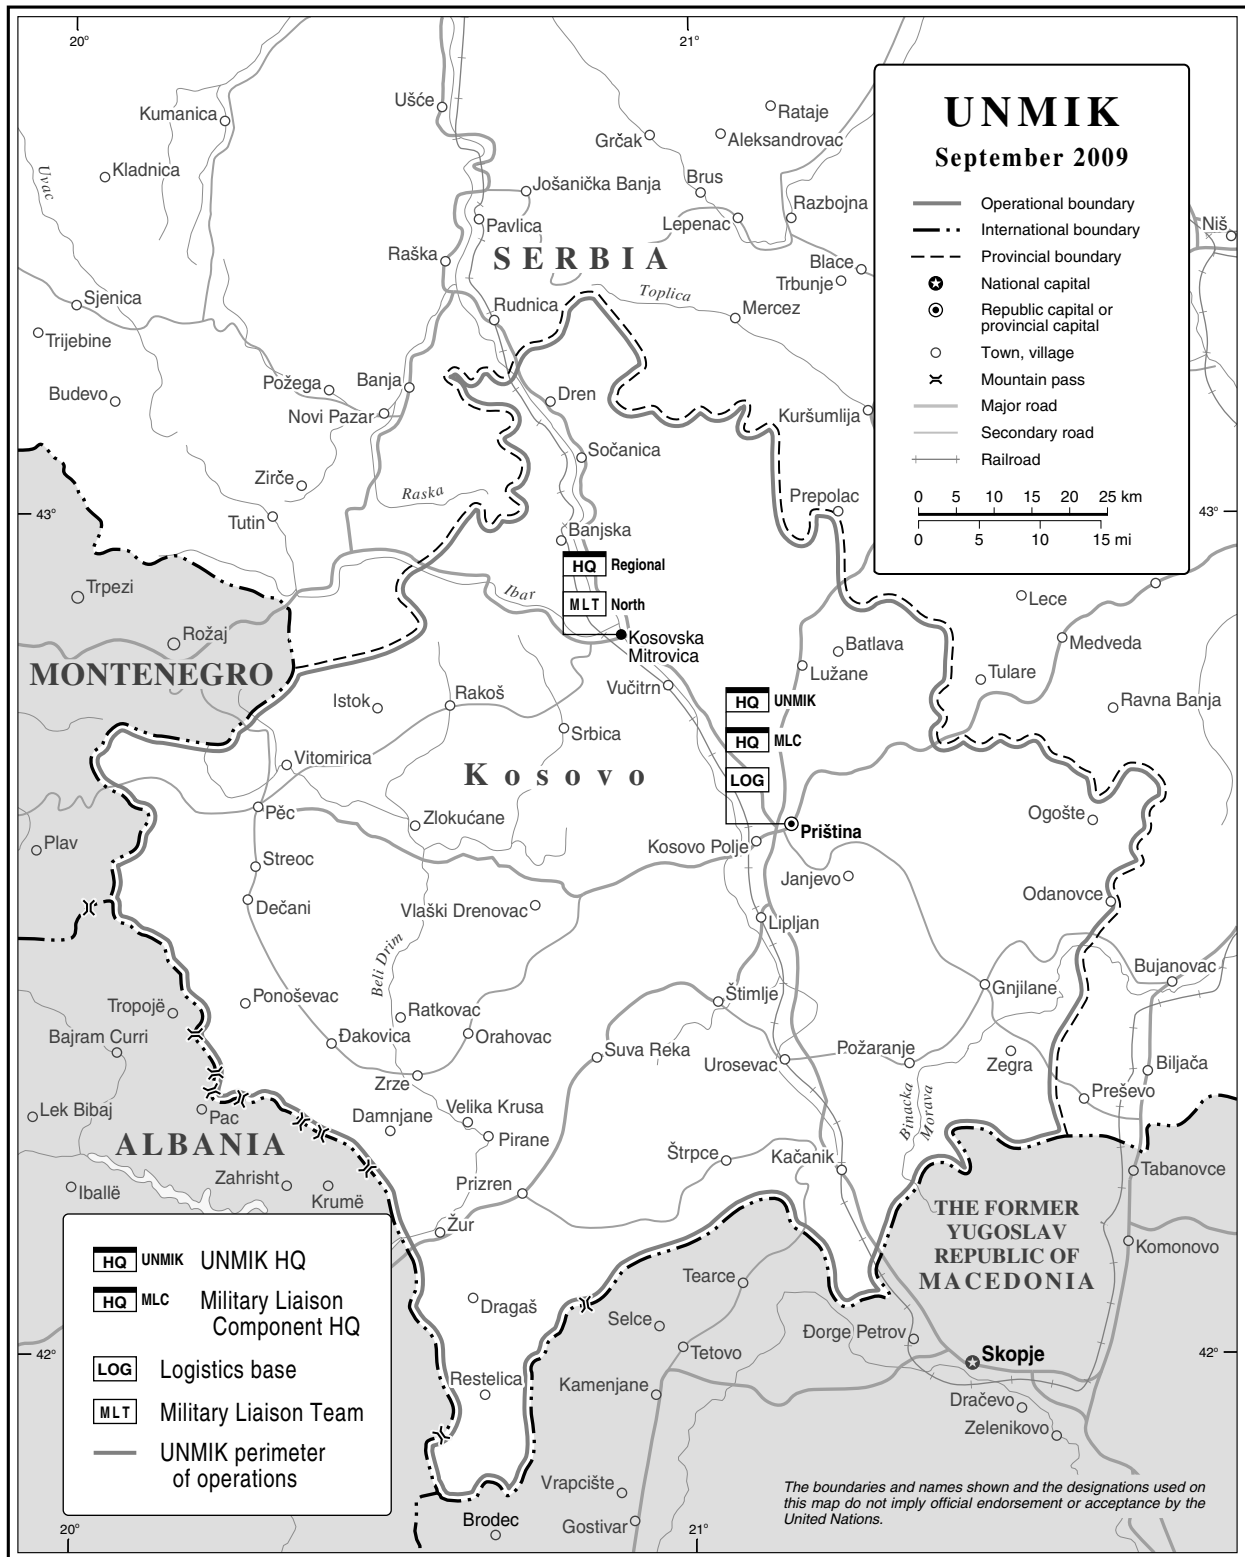 20°
21°
UNMIK
September 2009
Operational boundary
International boundary
Provincial boundary
National capital
Republic capital or
provincial capital
Town, village
Mountain pass
Major road
Secondary road
Railroad
0 5 10 15 20 25 km
0 5 10 15 mi
Kumanica
Ušće
Rataje
Grčak
Aleksandrovac
Uvac
Kladnica
Jošanička Banja
Brus
Razbojna
Pavlica
Lepenac
Niš
Raška
SERBIA
Blace
Trbunje
Sjenica
Rudnica
Toplica
Mercez
Trijebine
Požega
Banja
Budevo
Novi Pazar
Dren
Kuršumlija
Sočanica
Zirče
Raska
Prepolac
43°
43°
Tutin
Banjska
HQ Regional
Ibar
MLT North
Trpezi
Lece
Rožaj
Kosovska
Mitrovica
Batlava
Medveda
MONTENEGRO
Lužane
Tulare
Istok
Rakoš
Vučitrn
HQ UNMIK
Ravna Banja
Srbica
HQ MLC
Vitomirica
Kosovo
LOG
Pěc
Zlokućane
Ogošte
Plav
Priština
Kosovo Polje
Streoc
Janjevo
Dečani
Vlaški Drenovac
Odanovce
Lipljan
Beli Drim
Bujanovac
Gnjilane
Tropojë
Ponoševac
Štimlje
Ratkovac
Bajram Curri
Đakovica
Orahovac
Suva Reka
Urosevac
Požaranje
Zegra
Biljača
Zrze
Preševo
Lek Bibaj
Pac
Damnjane
Velika Krusa
Binacka
Morava
Pirane
ALBANIA
Štrpce
Kačanik
Tabanovce
Iballë
Zahrisht
Krumë
Prizren
THE FORMER
YUGOSLAV
REPUBLIC OF
MACEDONIA
Žur
Komonovo
HQ UNMIK UNMIK HQ
HQ MLC Military Liaison
Component HQ
LOG Logistics base
MLT Military Liaison Team
UNMIK perimeter
of operations
Tearce
Dragaš
Selce
Đorge Petrov
42°
42°
Tetovo
Skopje
Restelica
Kamenjane
Dračevo
Zelenikovo
Vrapcište
Brodec
Gostivar
The boundaries and names shown and the designations used on
this map do not imply official endorsement or acceptance by the
United Nations.
20°
21°